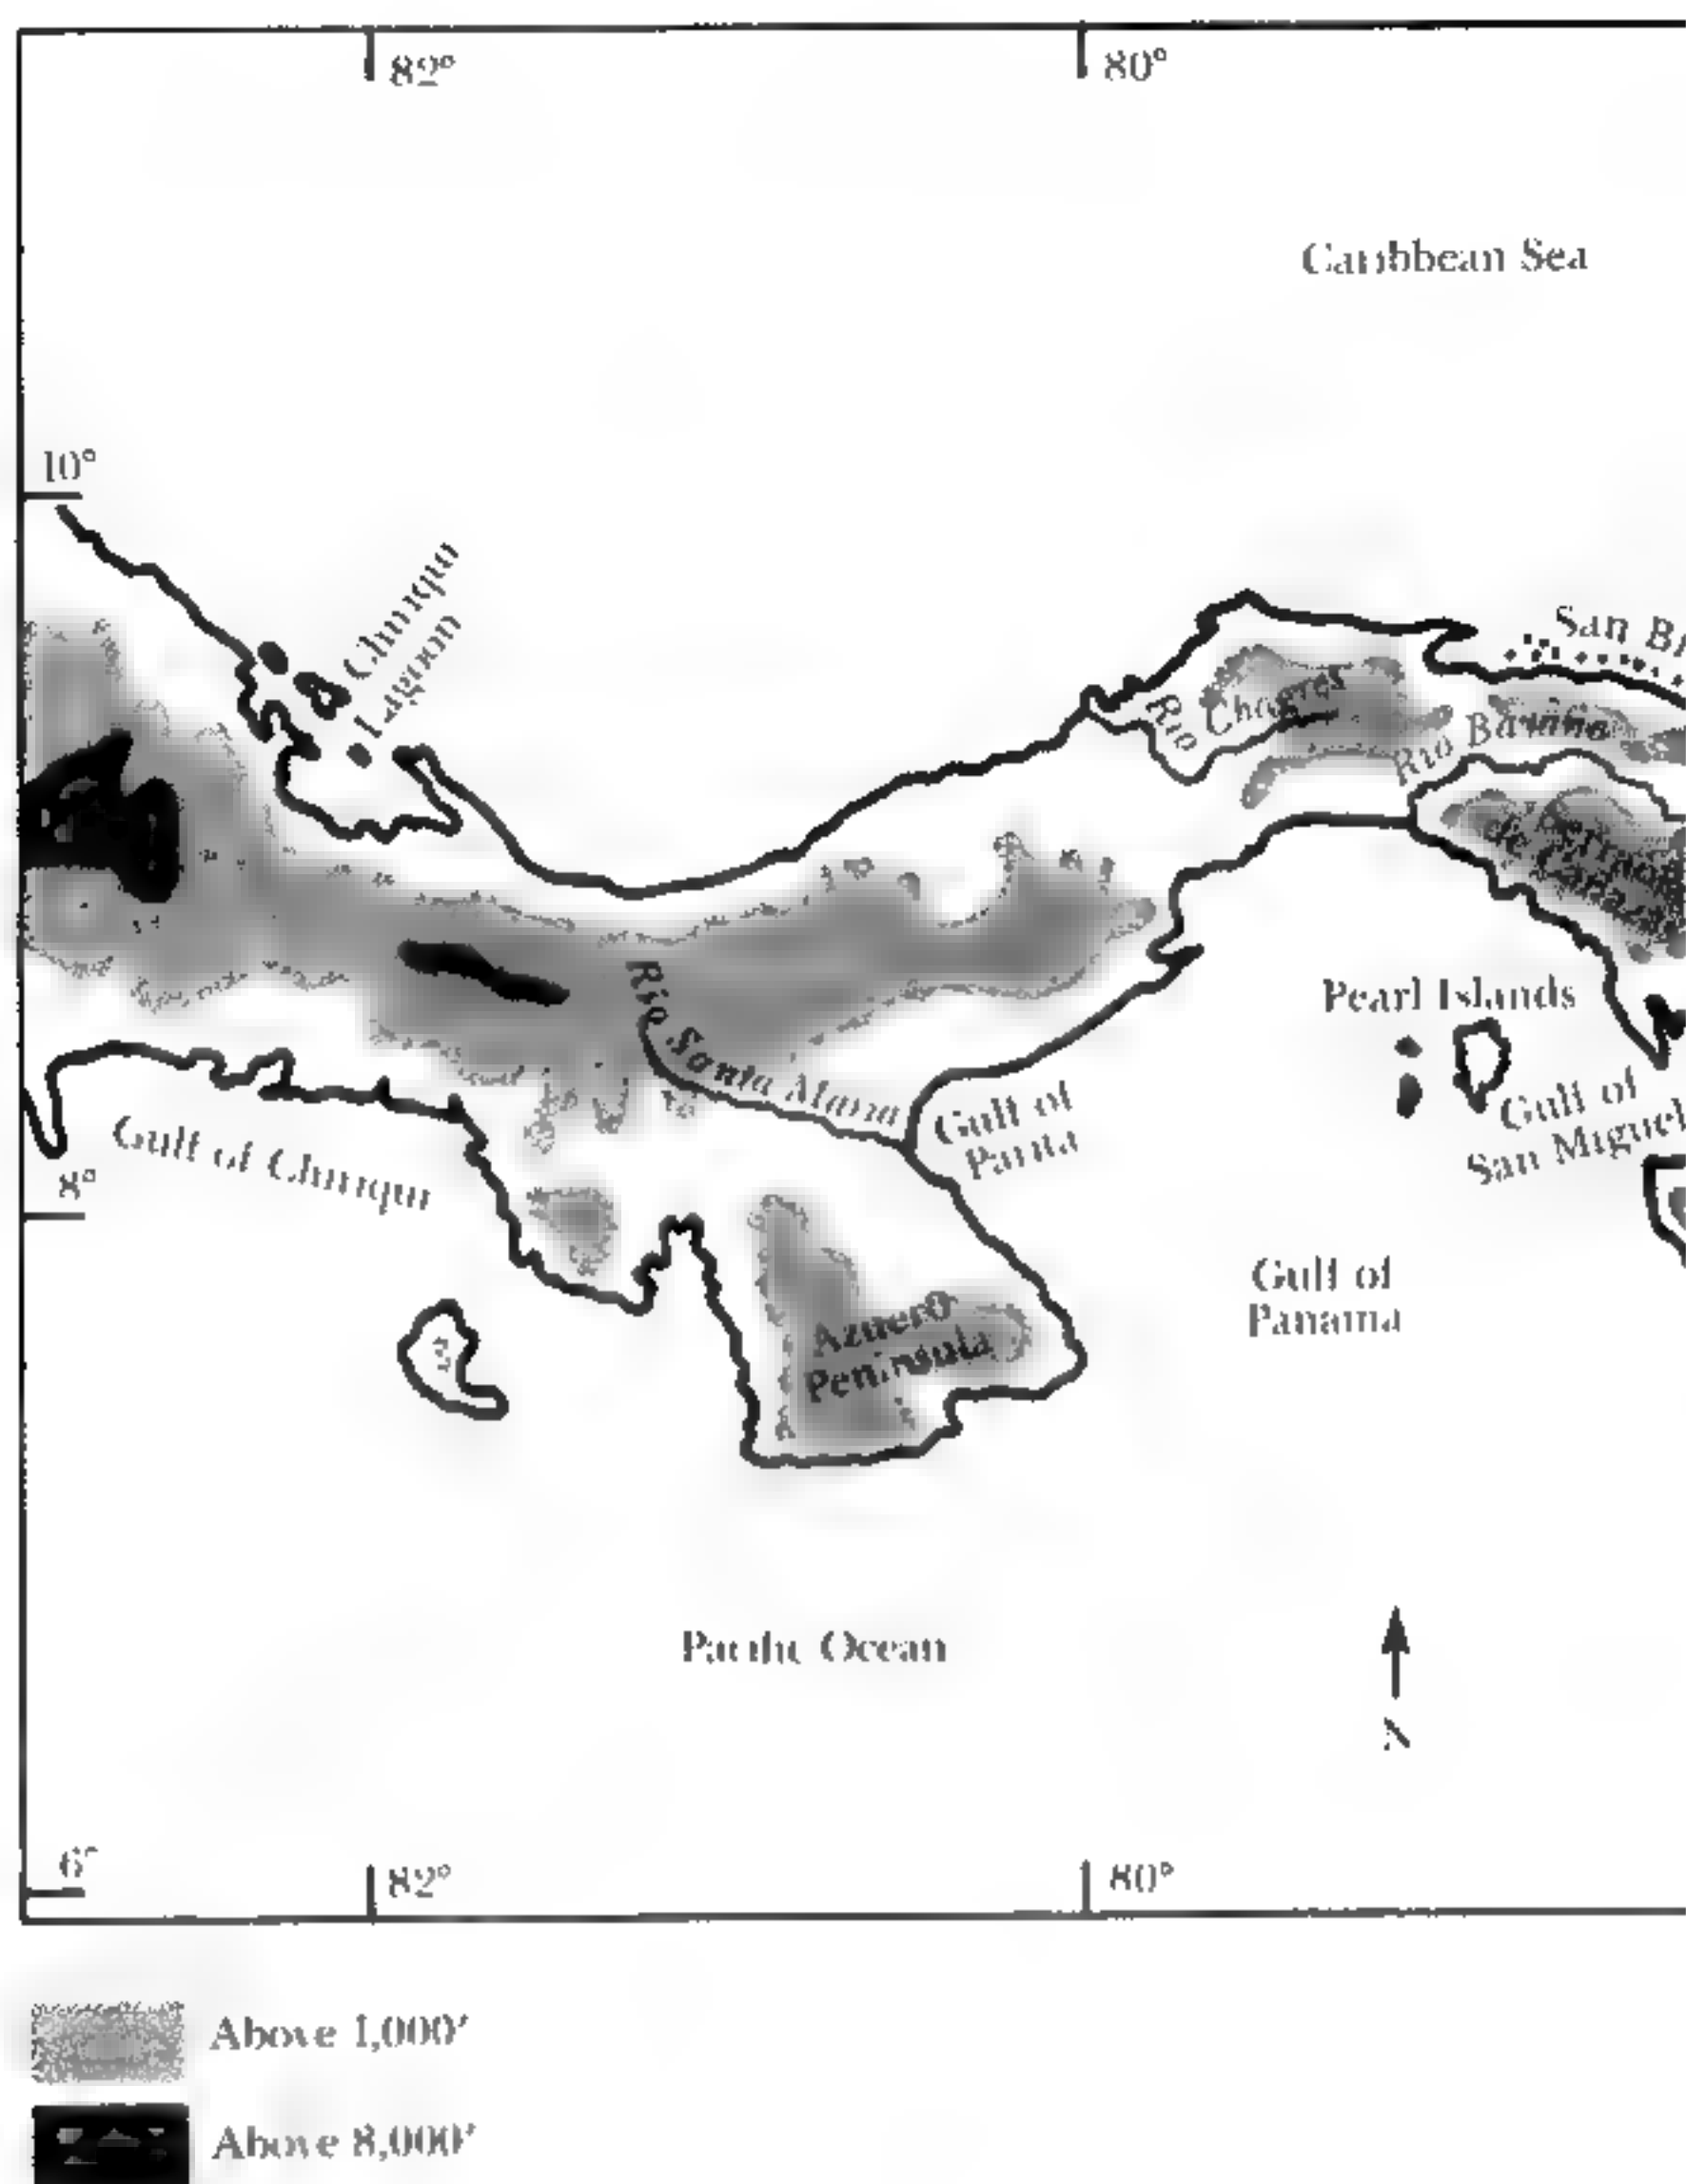 82°
80°
Caribbean Sea
10°
Chiriqui
Lagoon
San Bl
Rio
Chagres
Rio Bayano
Rio
Santa Maria
Pearl Islands
Gulf of
Parita
Gulf of
San Miguel
Gulf of Chiriqui
8°
Gulf of
Panama
Azuero
Peninsula
Pacific Ocean
N
6°
82°
80°
Above 1,000'
Above 8,000'